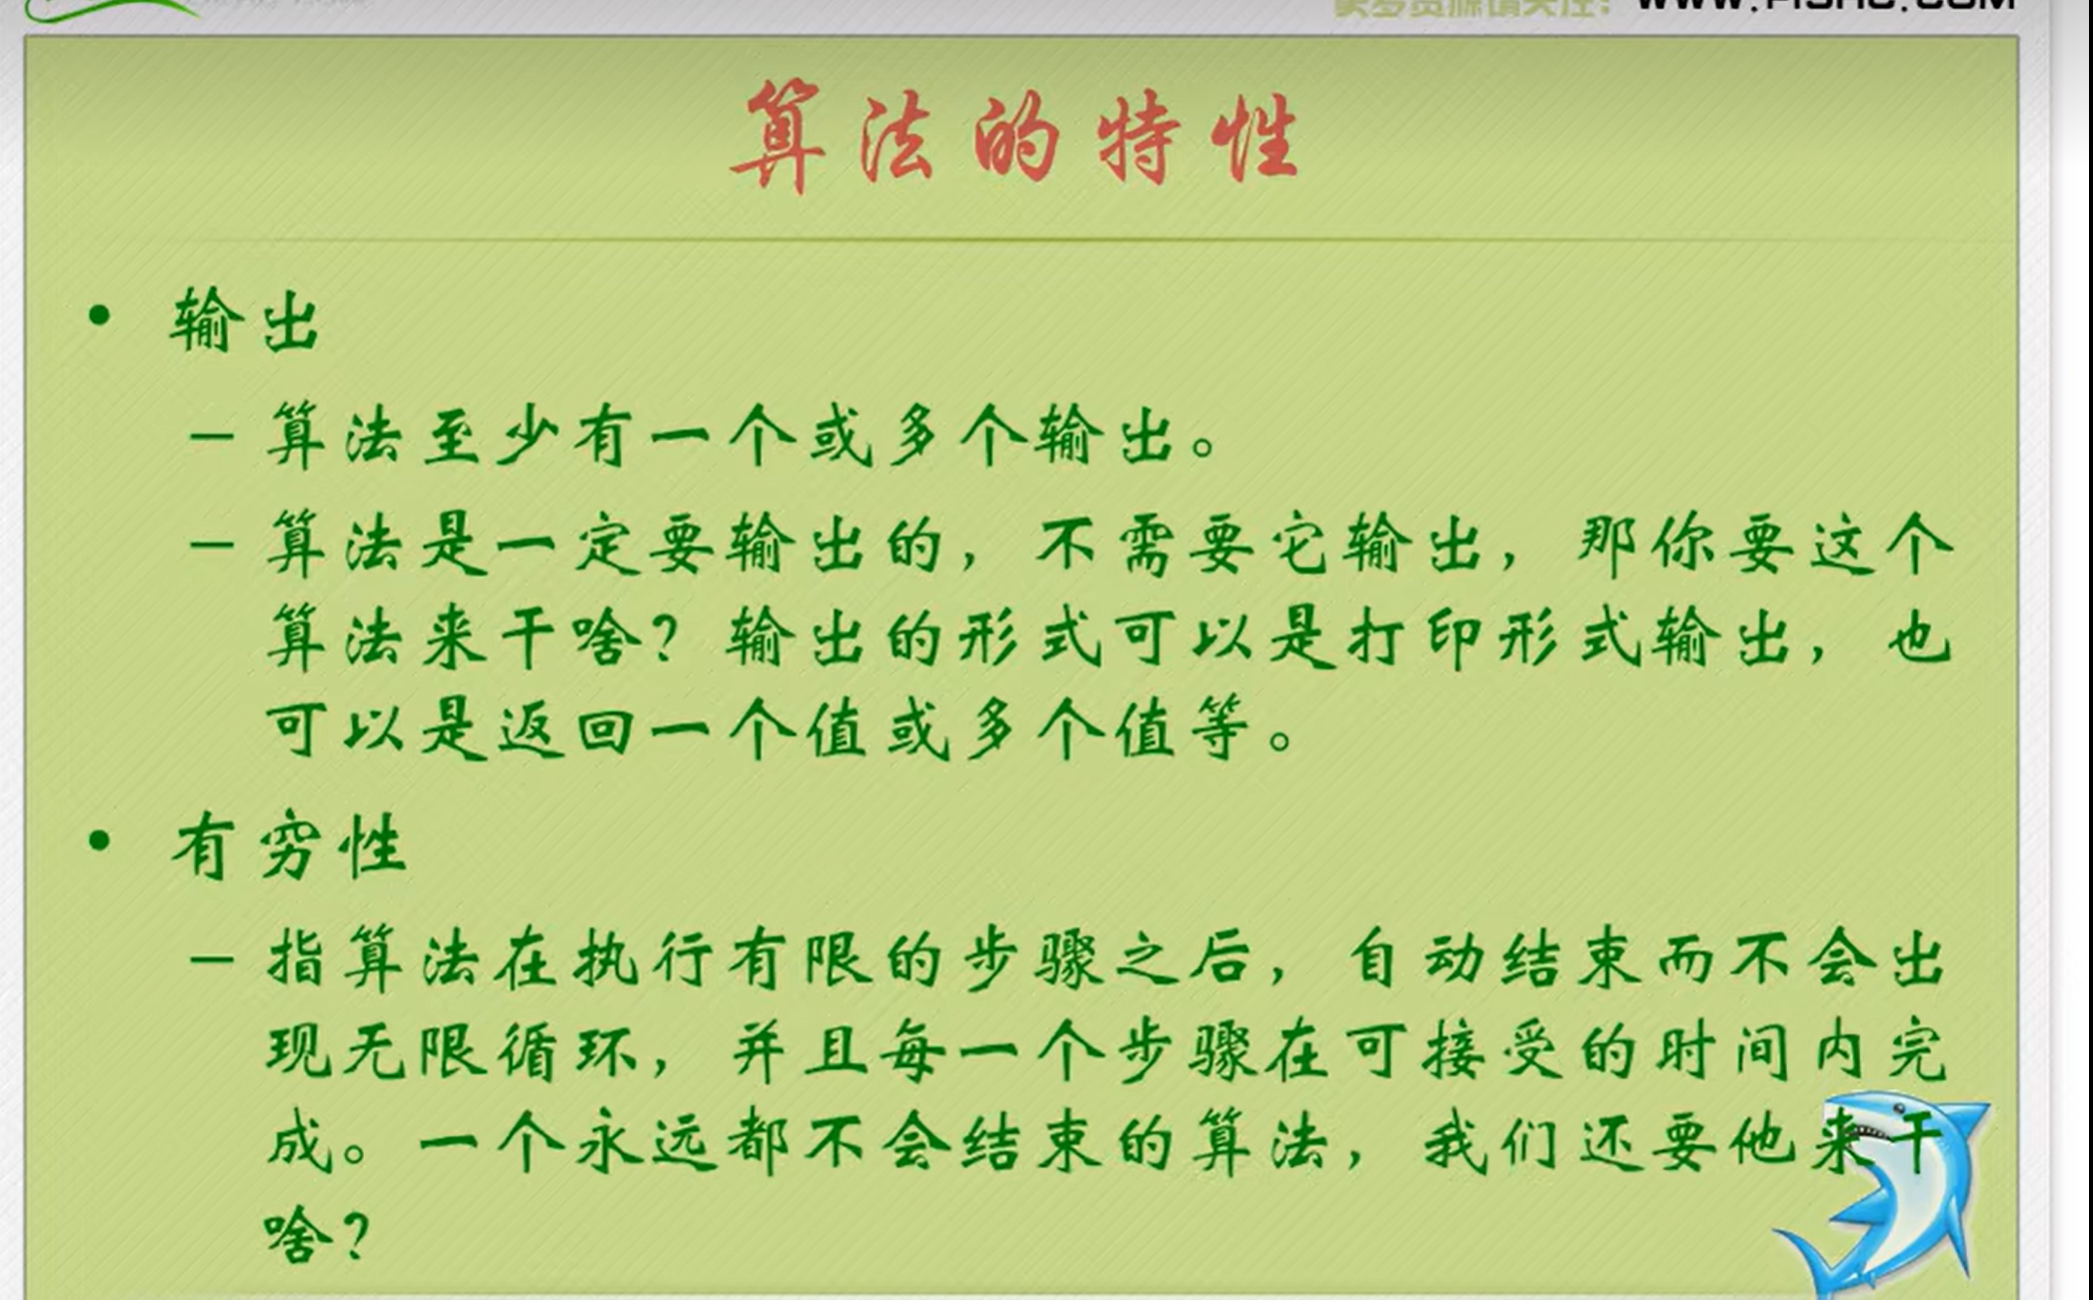 算法的特性
• 输出
– 算法至少有一个或多个输出。
– 算法是一定要输出的，不需要它输出，那你要这个
算法来干啥？输出的形式可以是打印形式输出，也
可以是返回一个值或多个值等。
• 有穷性
– 指算法在执行有限的步骤之后，自动结束而不会出
现无限循环，并且每一个步骤在可接受的时间内完
成。一个永远都不会结束的算法，我们还要他来干
啥？